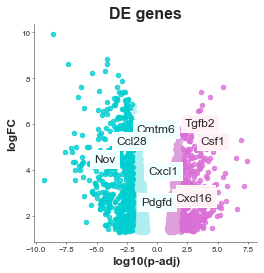 DE genes
logFC
10
8
6
4
2
Cmtm6
Tgfb2
Ccl28
Csf1
Nov
Cxcl1
Pdgfd
Cxcl16
−10.0
−7.5
−5.0
−2.5
0.0
2.5
5.0
7.5
log10(p-adj)